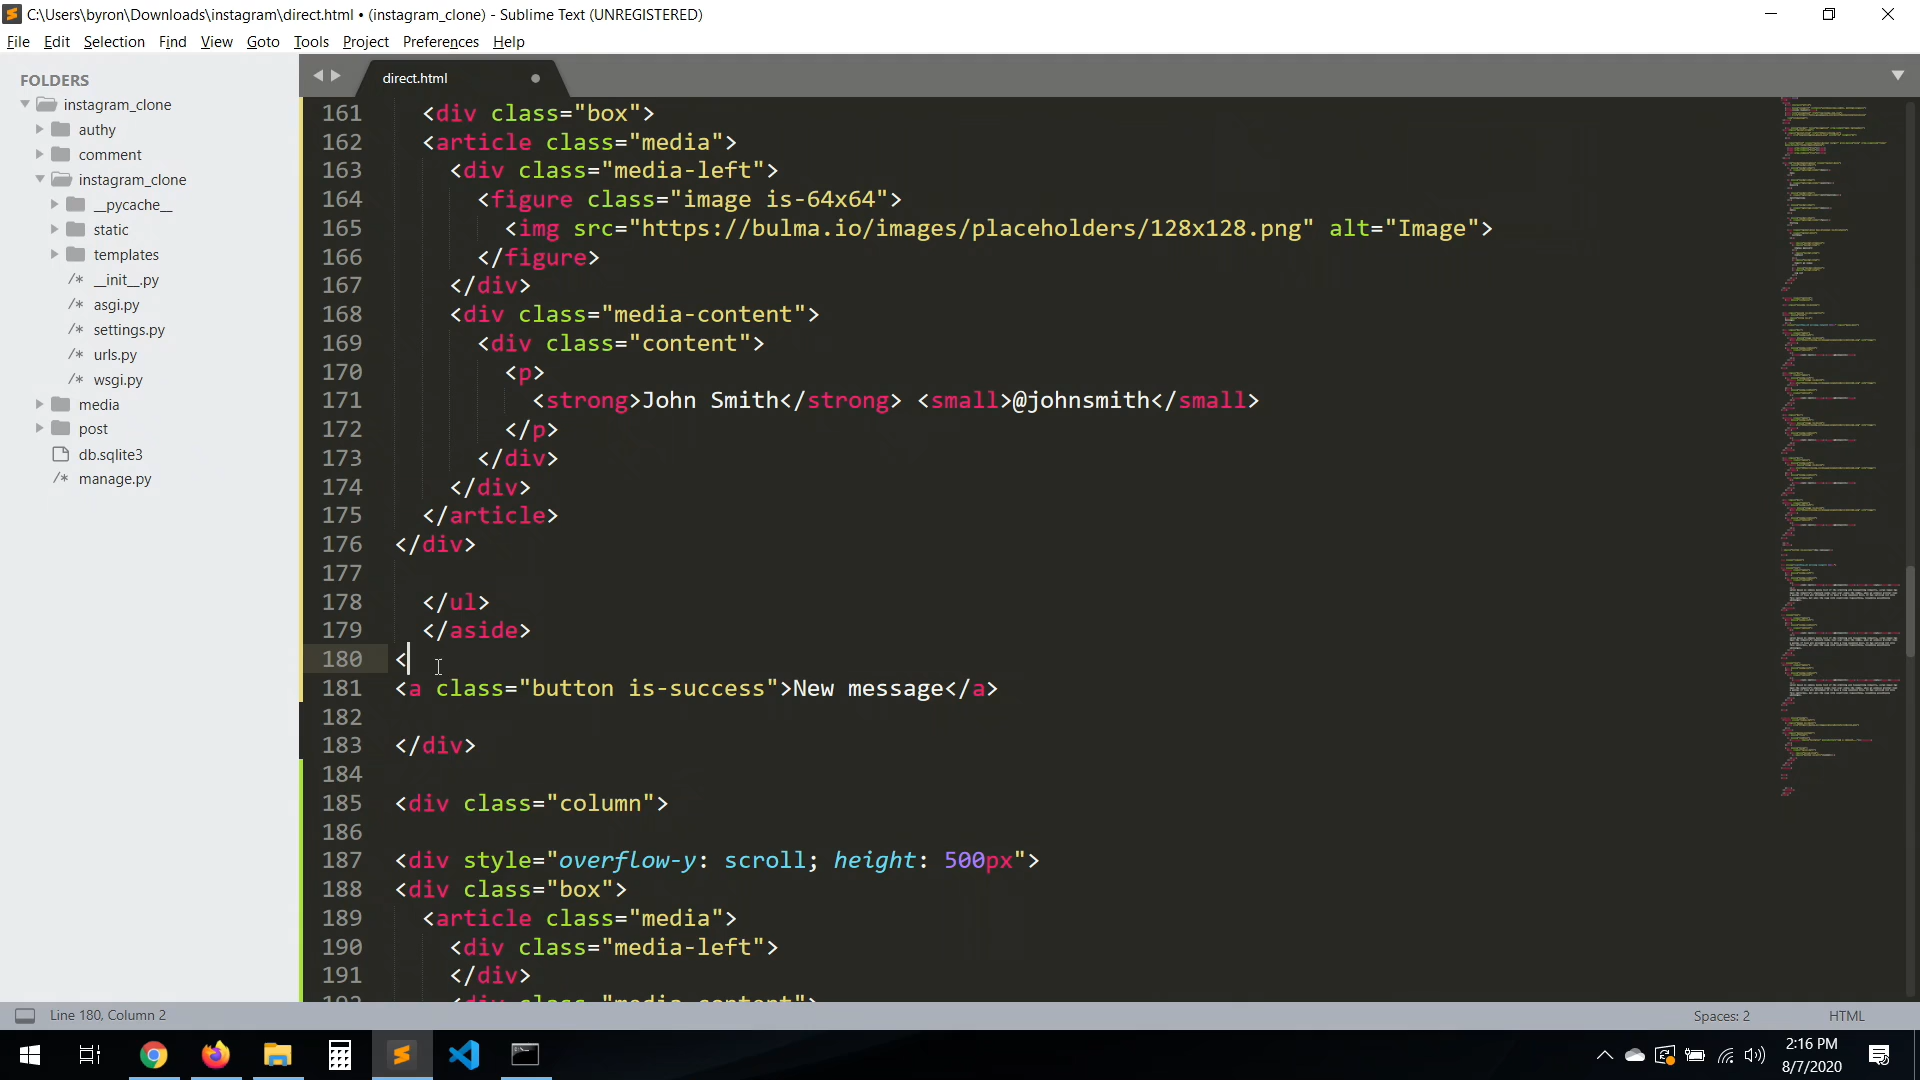 C:\Users\byron\Downloads\instagram\direct.html • (instagram_clone) - Sublime Text (UNREGISTERED)
File Edit Selection Find View Goto Tools Project Preferences Help
FOLDERS
instagram_clone
authy
comment
instagram_clone
__pycache__
static
templates
/* __init__.py
/* asgi.py
/* settings.py
/* urls.py
/* wsgi.py
media
post
db.sqlite3
/* manage.py
direct.html
161 <div class="box">
162 <article class="media">
163 <div class="media-left">
164 <figure class="image is-64x64">
165 <img src="https://bulma.io/images/placeholders/128x128.png" alt="Image">
166 </figure>
167 </div>
168 <div class="media-content">
169 <div class="content">
170 <p>
171 <strong>John Smith</strong> <small>@johnsmith</small>
172 </p>
173 </div>
174 </div>
175 </article>
176 </div>
177
178 </ul>
179 </aside>
180 <
181 <a class="button is-success">New message</a>
182
183 </div>
184
185 <div class="column">
186
187 <div style="overflow-y: scroll; height: 500px">
188 <div class="box">
189 <article class="media">
190 <div class="media-left">
191 </div>
192 <div class="media-content">
Line 180, Column 2
Spaces: 2
HTML
2:16 PM
8/7/2020